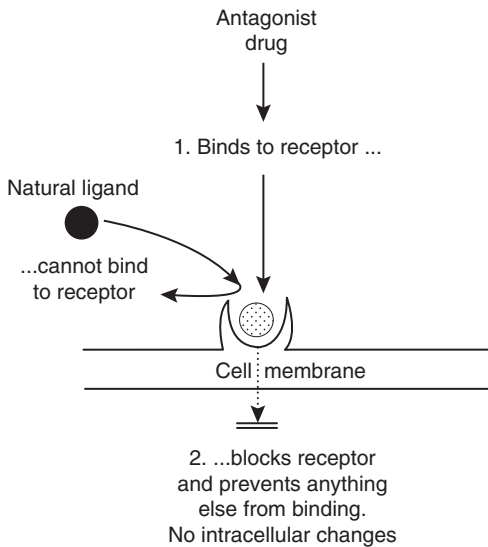 Antagonist
drug
1. Binds to receptor ...
Natural ligand
...cannot bind
to receptor
Cell membrane
2. ...blocks receptor
and prevents anything
else from binding.
No intracellular changes